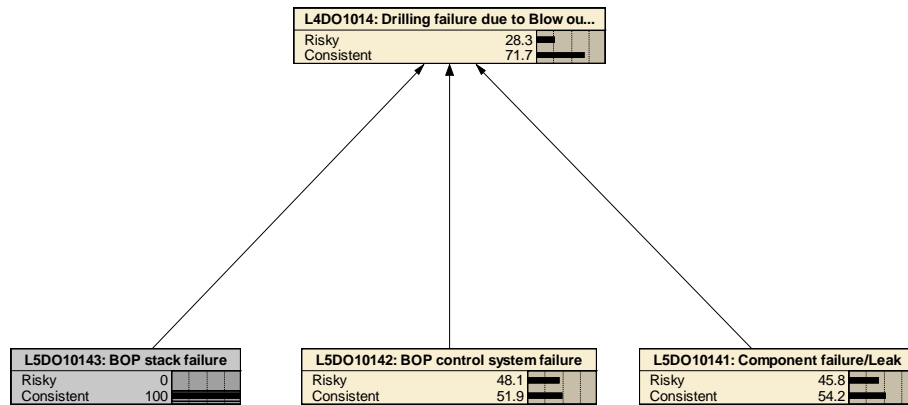 L4DO1014: Drilling failure due to Blow ou...
Risky 28.3
Consistent 71.7
L5DO10143: BOP stack failure
Risky 0
Consistent 100
L5DO10142: BOP control system failure
Risky 48.1
Consistent 51.9
L5DO10141: Component failure/Leak
Risky 45.8
Consistent 54.2